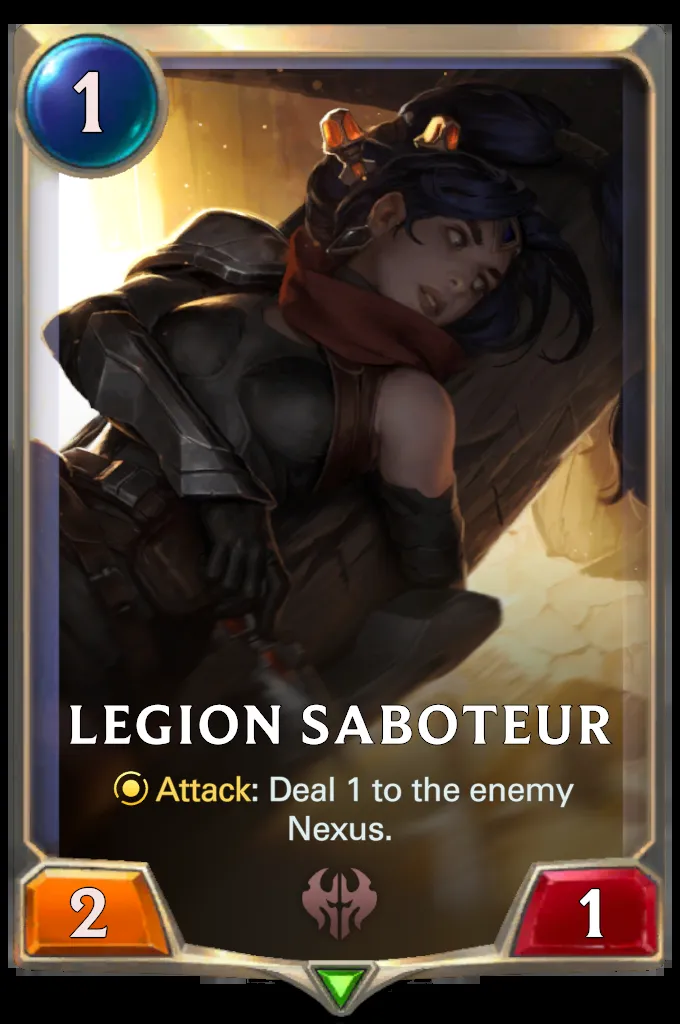 1
LEGION SABOTEUR
Attack: Deal 1 to the enemy
Nexus.
2
1